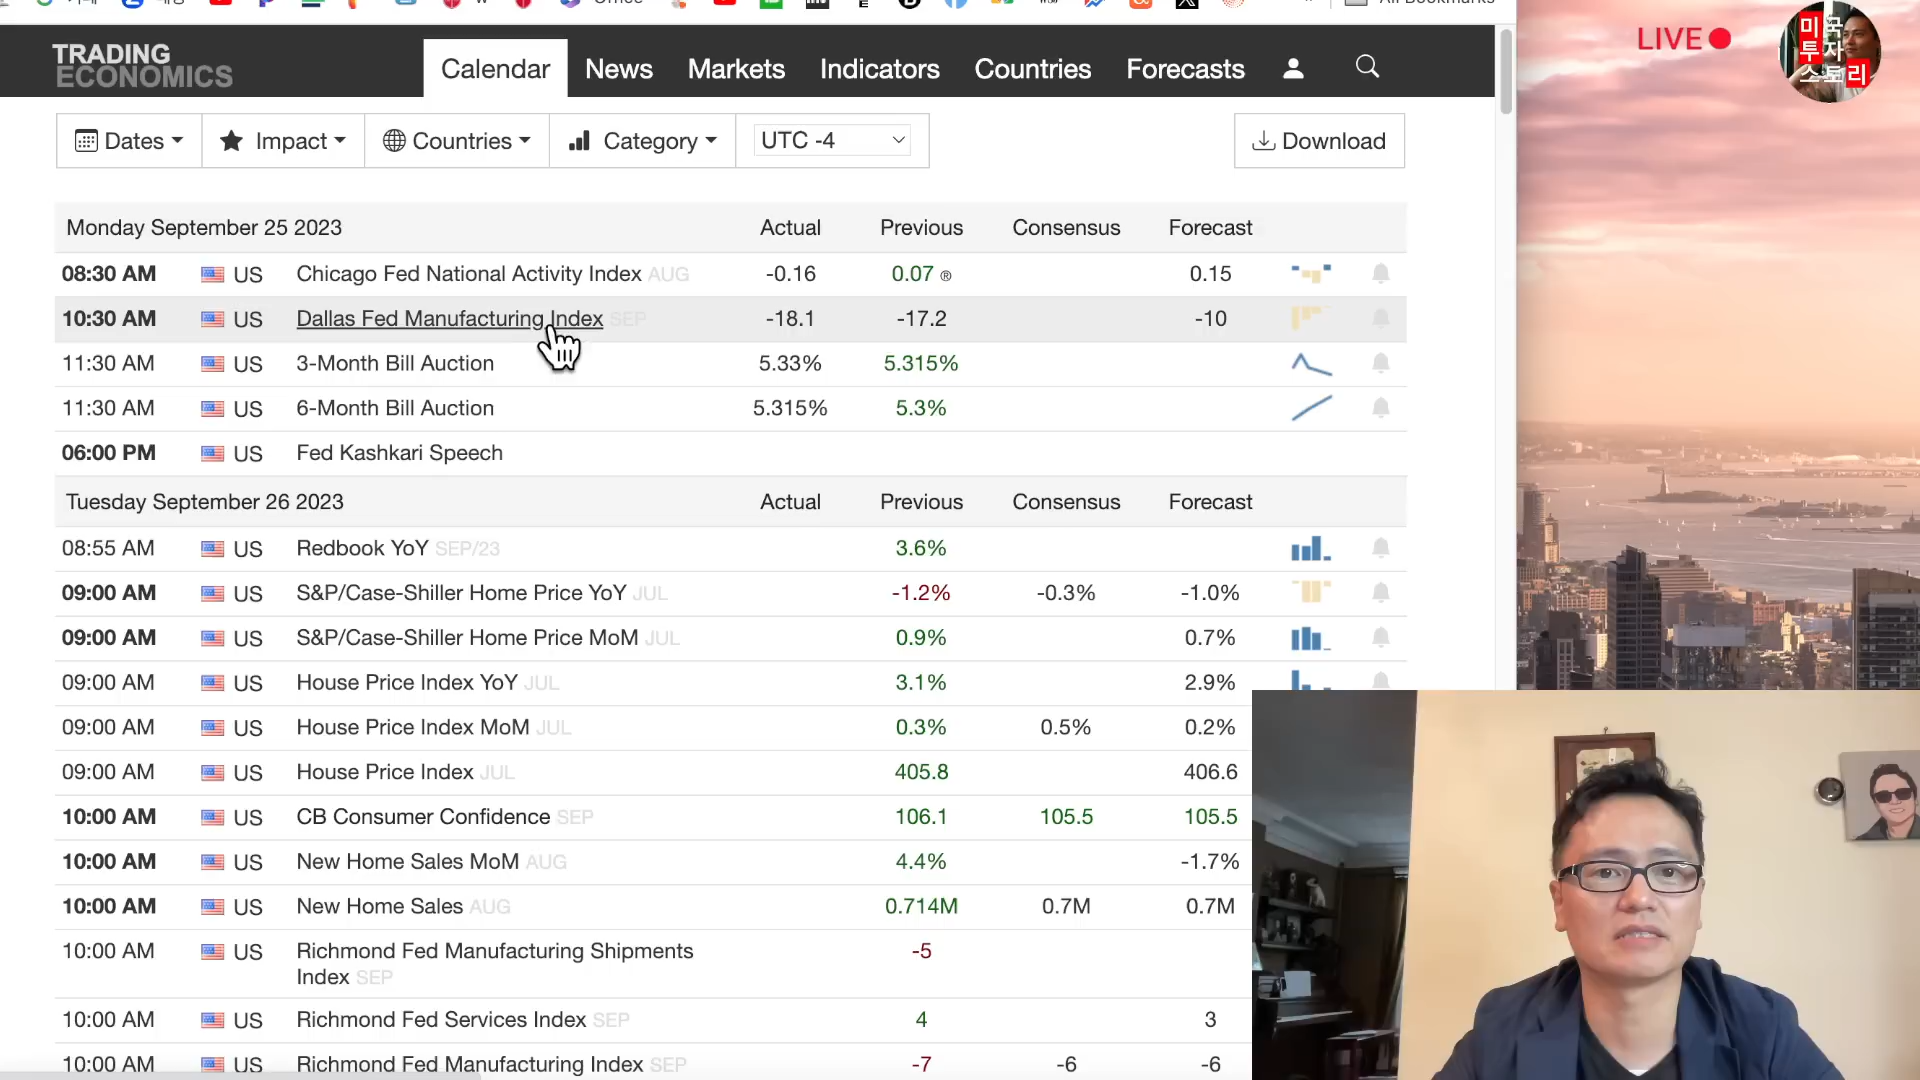 Office
All Bookmarks
TRADING
ECONOMICS
Calendar News Markets Indicators Countries Forecasts
LIVE
미국
투자
스토리
Dates Impact Countries Category UTC -4 Download
Monday September 25 2023 Actual Previous Consensus Forecast
08:30 AM US Chicago Fed National Activity Index AUG -0.16 0.07 ® 0.15
10:30 AM US Dallas Fed Manufacturing Index SEP -18.1 -17.2 -10
11:30 AM US 3-Month Bill Auction 5.33% 5.315%
11:30 AM US 6-Month Bill Auction 5.315% 5.3%
06:00 PM US Fed Kashkari Speech
Tuesday September 26 2023 Actual Previous Consensus Forecast
08:55 AM US Redbook YoY SEP/23 3.6%
09:00 AM US S&P/Case-Shiller Home Price YoY JUL -1.2% -0.3% -1.0%
09:00 AM US S&P/Case-Shiller Home Price MoM JUL 0.9% 0.7%
09:00 AM US House Price Index YoY JUL 3.1% 2.9%
09:00 AM US House Price Index MoM JUL 0.3% 0.5% 0.2%
09:00 AM US House Price Index JUL 405.8 406.6
10:00 AM US CB Consumer Confidence SEP 106.1 105.5 105.5
10:00 AM US New Home Sales MoM AUG 4.4% -1.7%
10:00 AM US New Home Sales AUG 0.714M 0.7M 0.7M
10:00 AM US Richmond Fed Manufacturing Shipments -5
Index SEP
10:00 AM US Richmond Fed Services Index SEP 4 3
10:00 AM US Richmond Fed Manufacturing Index SEP -7 -6 -6